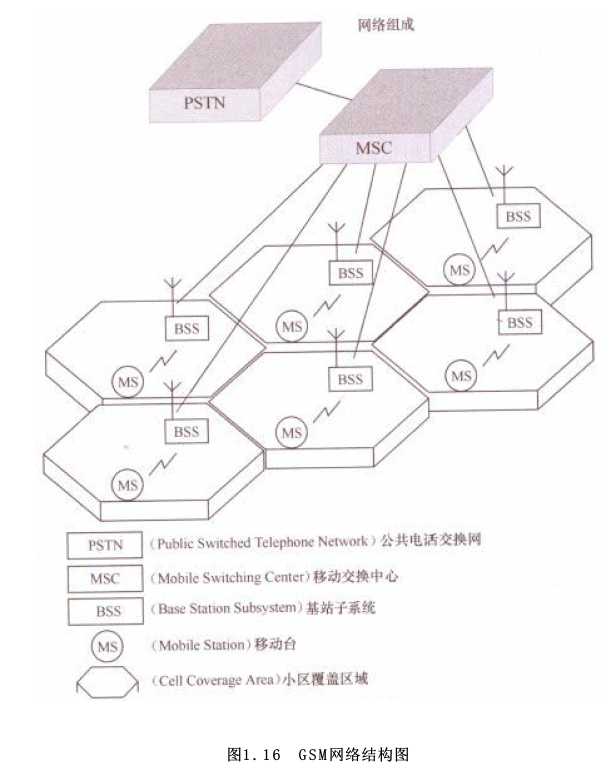 网络组成
PSTN
MSC
BSS
BSS
MS
BSS
MS
BSS
MS
BSS
MS
BSS
MS
MS
PSTN (Public Switched Telephone Network) 公共电话交换网
MSC (Mobile Switching Center) 移动交换中心
BSS (Base Station Subsystem) 基站子系统
MS (Mobile Station) 移动台
(Cell Coverage Area) 小区覆盖区域
图1.16 GSM网络结构图